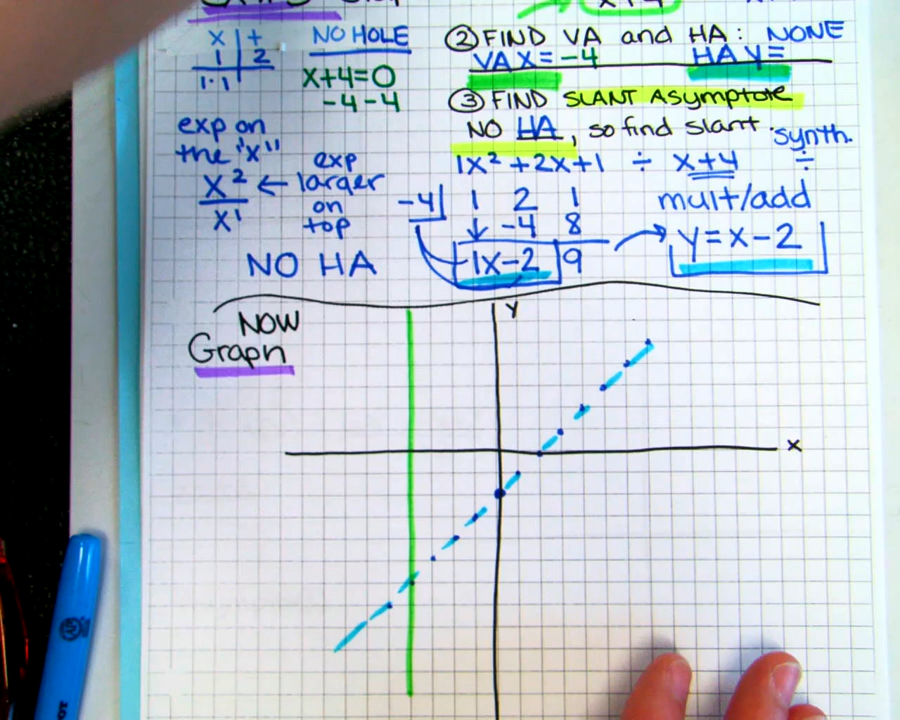 x + 4
x | +
1 | 2
1·1
NO HOLE
x+4=0
-4 -4
② FIND VA and HA: NONE
VA X= -4 HA Y=
③ FIND SLANT Asymptote
NO HA, so find slant. synth.
1x² + 2x + 1 ÷ x+4 ÷
exp on
the "x"
x² ← exp larger on top
x¹
NO HA
-4| 1 2 1
↓ -4 8
1x-2 | 9
mult/add
y = x - 2
NOW
Graph
Y
X